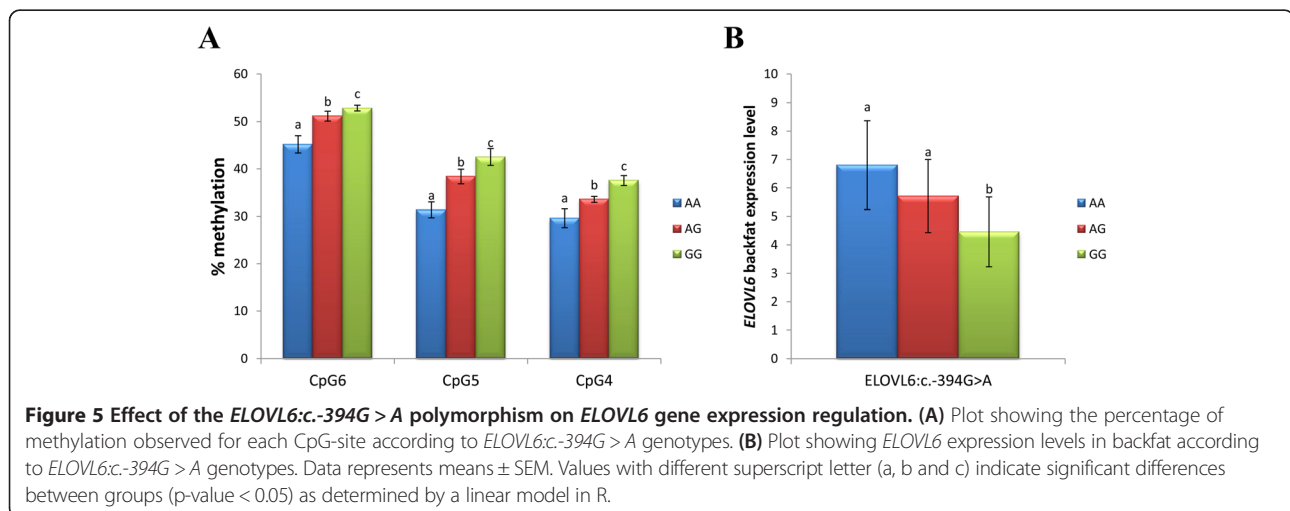 A
B
60
50
40
30
20
10
0
% methylation
a
b
c
a
b
c
a
b
c
CpG6
CpG5
CpG4
AA
AG
GG
10
9
8
7
6
5
4
3
2
1
0
ELOVL6 backfat expression level
a
a
b
ELOVL6:c.-394G>A
AA
AG
GG
Figure 5 Effect of the ELOVL6:c.-394G > A polymorphism on ELOVL6 gene expression regulation. (A) Plot showing the percentage of
methylation observed for each CpG-site according to ELOVL6:c.-394G > A genotypes. (B) Plot showing ELOVL6 expression levels in backfat according
to ELOVL6:c.-394G > A genotypes. Data represents means ± SEM. Values with different superscript letter (a, b and c) indicate significant differences
between groups (p-value < 0.05) as determined by a linear model in R.